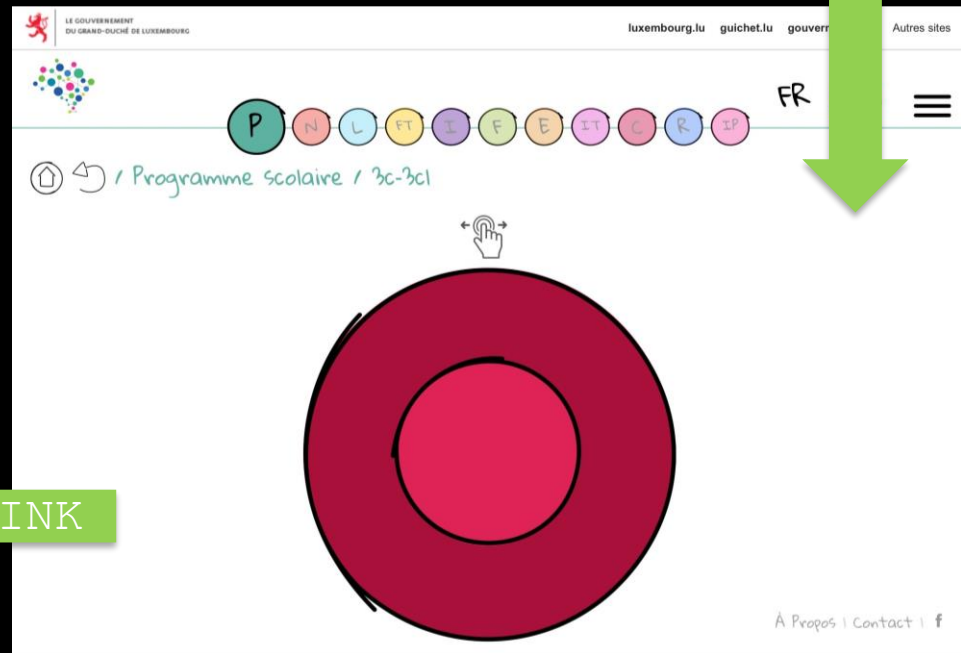 LE GOUVERNEMENT
DU GRAND-DUCHÉ DE LUXEMBOURG
luxembourg.lu guichet.lu gouver Autres sites
P N L FT I F E IT C R IP
FR
/ Programme scolaire / 3c-3cl
INK
À Propos | Contact | f